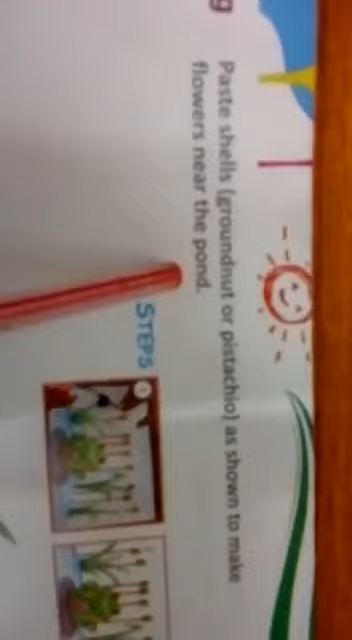 g
Paste shells (groundnut or pistachio) as shown to make
flowers near the pond.
STEPS